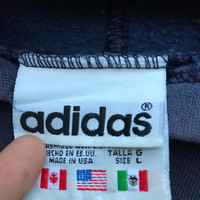 adidas®
HECHO EN EE.UU. TALLA G
MADE IN USA SIZE L